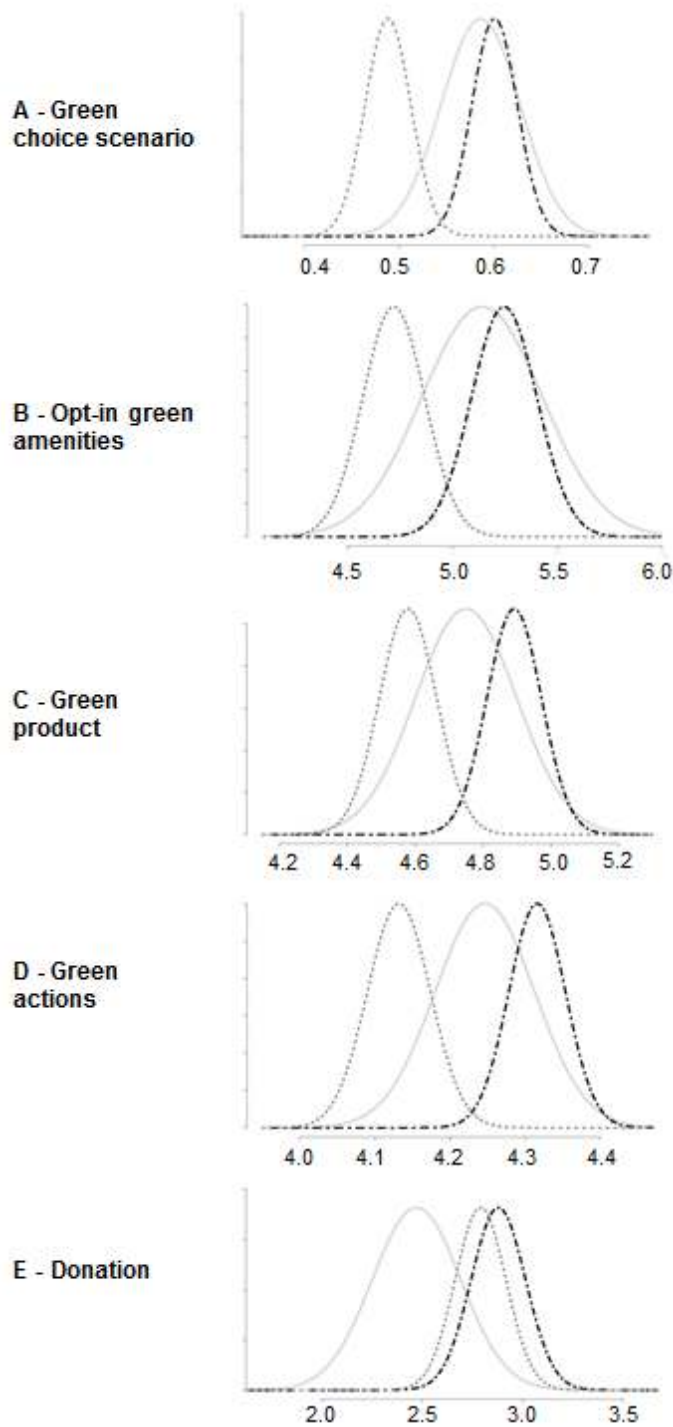 A - Green
choice scenario
0.4 0.5 0.6 0.7
B - Opt-in green
amenities
4.5 5.0 5.5 6.0
C - Green
product
4.2 4.4 4.6 4.8 5.0 5.2
D - Green
actions
4.0 4.1 4.2 4.3 4.4
E - Donation
2.0 2.5 3.0 3.5